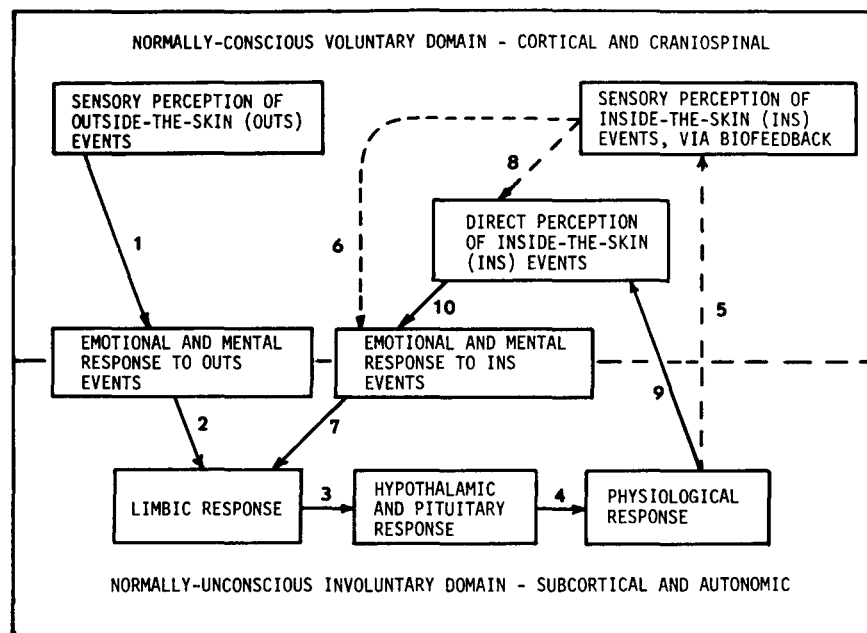 NORMALLY-CONSCIOUS VOLUNTARY DOMAIN - CORTICAL AND CRANIOSPINAL
SENSORY PERCEPTION OF
OUTSIDE-THE-SKIN (OUTS)
EVENTS
SENSORY PERCEPTION OF
INSIDE-THE-SKIN (INS)
EVENTS, VIA BIOFEEDBACK
8
DIRECT PERCEPTION
OF INSIDE-THE-SKIN
(INS) EVENTS
1
6
10
5
EMOTIONAL AND MENTAL
RESPONSE TO OUTS
EVENTS
EMOTIONAL AND MENTAL
RESPONSE TO INS
EVENTS
9
2
7
LIMBIC RESPONSE
3
HYPOTHALAMIC
AND PITUITARY
RESPONSE
4
PHYSIOLOGICAL
RESPONSE
NORMALLY-UNCONSCIOUS INVOLUNTARY DOMAIN - SUBCORTICAL AND AUTONOMIC